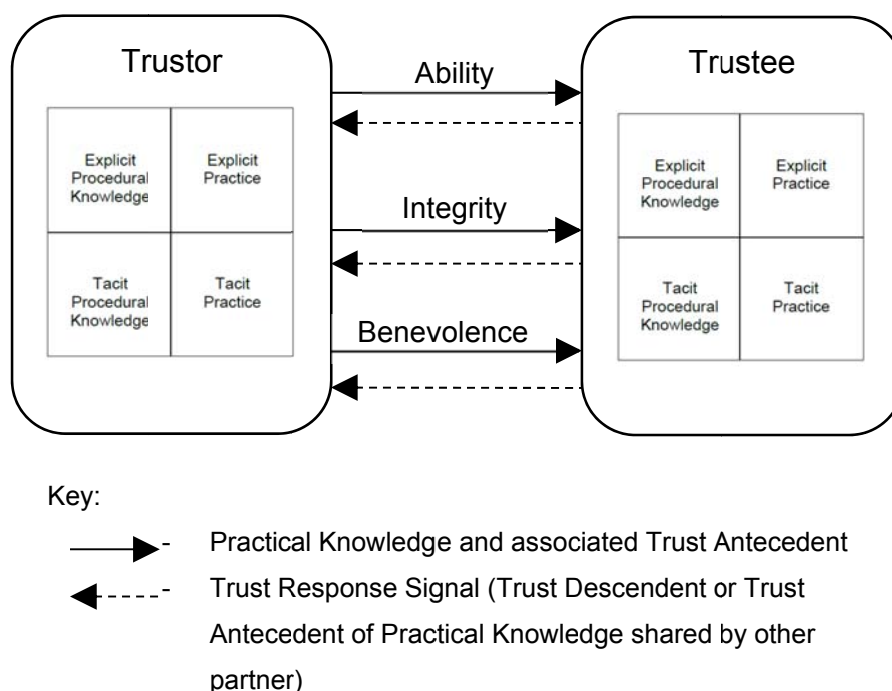 Trustor
Trustee
Ability
Integrity
Benevolence
Explicit
Procedural
Knowledge
Explicit
Practice
Tacit
Procedural
Knowledge
Tacit
Practice
Explicit
Procedural
Knowledge
Explicit
Practice
Tacit
Procedural
Knowledge
Tacit
Practice
Key:
- Practical Knowledge and associated Trust Antecedent
- Trust Response Signal (Trust Descendent or Trust
Antecedent of Practical Knowledge shared by other
partner)